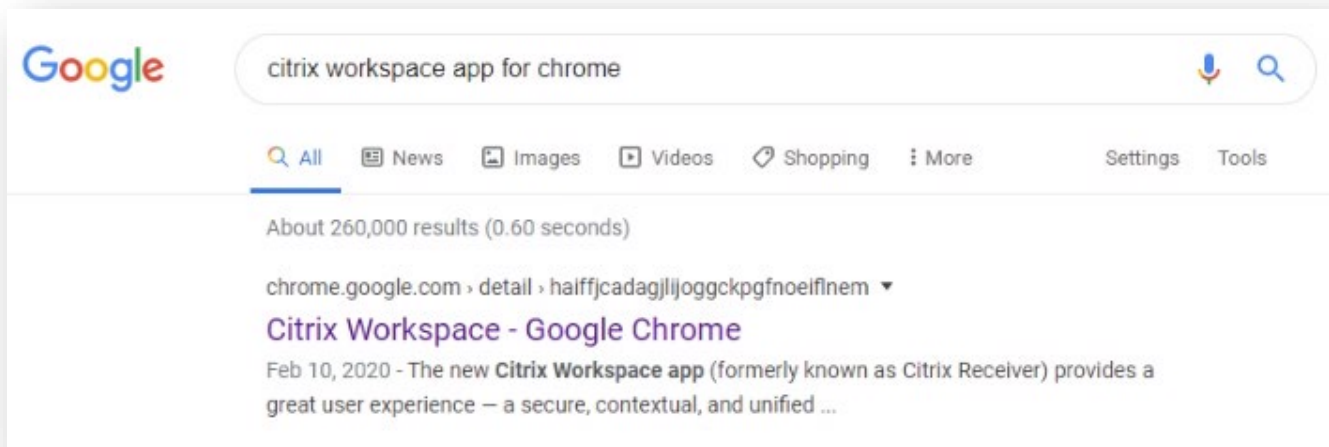 Google
citrix workspace app for chrome
All News Images Videos Shopping More Settings Tools
About 260,000 results (0.60 seconds)
chrome.google.com › detail › haiffjcadagjlijoggckpgfnoeiflnem
Citrix Workspace - Google Chrome
Feb 10, 2020 - The new Citrix Workspace app (formerly known as Citrix Receiver) provides a
great user experience — a secure, contextual, and unified ...